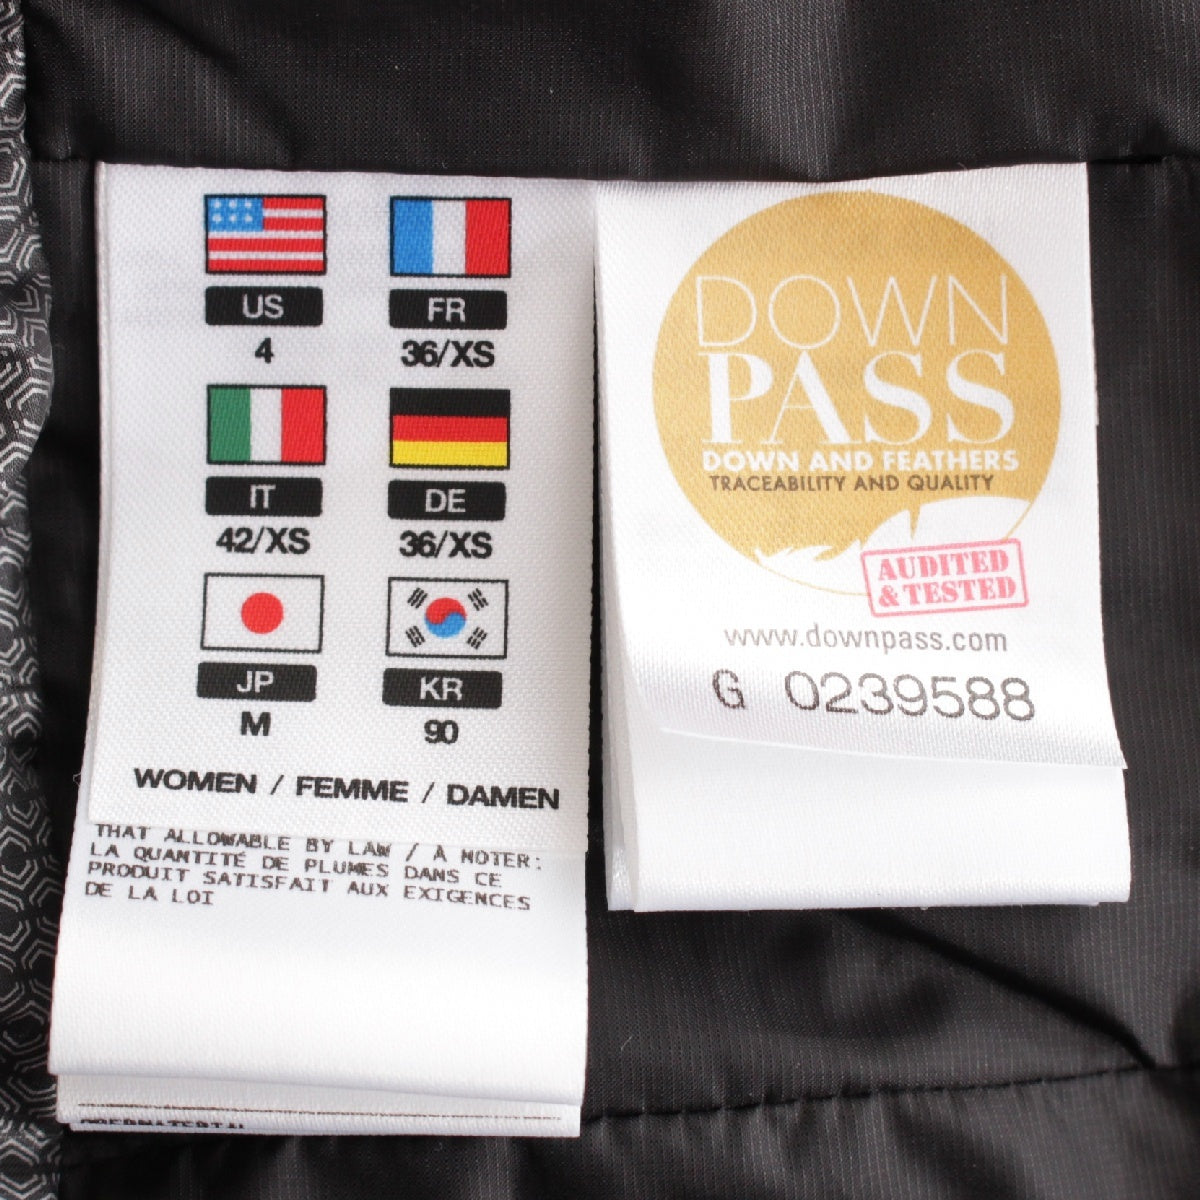 US FR
4 36/XS
IT DE
42/XS 36/XS
JP KR
M 90
WOMEN / FEMME / DAMEN
THAT ALLOWABLE BY LAW / À NOTER:
LA QUANTITÉ DE PLUMES DANS CE
PRODUIT SATISFAIT AUX EXIGENCES
DE LA LOI
OBERMATERIAL
DOWN
PASS
DOWN AND FEATHERS
TRACEABILITY AND QUALITY
AUDITED
& TESTED
www.downpass.com
G 0239588